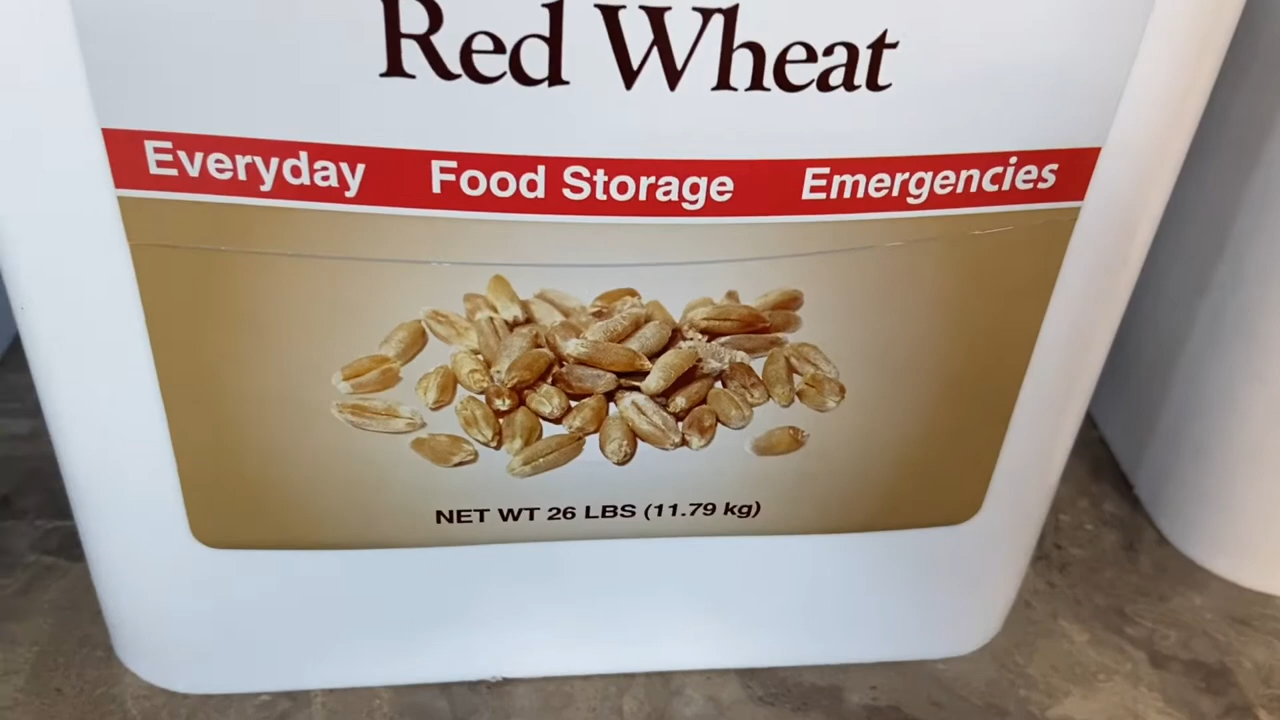 Red Wheat
Everyday Food Storage Emergencies
NET WT 26 LBS (11.79 kg)